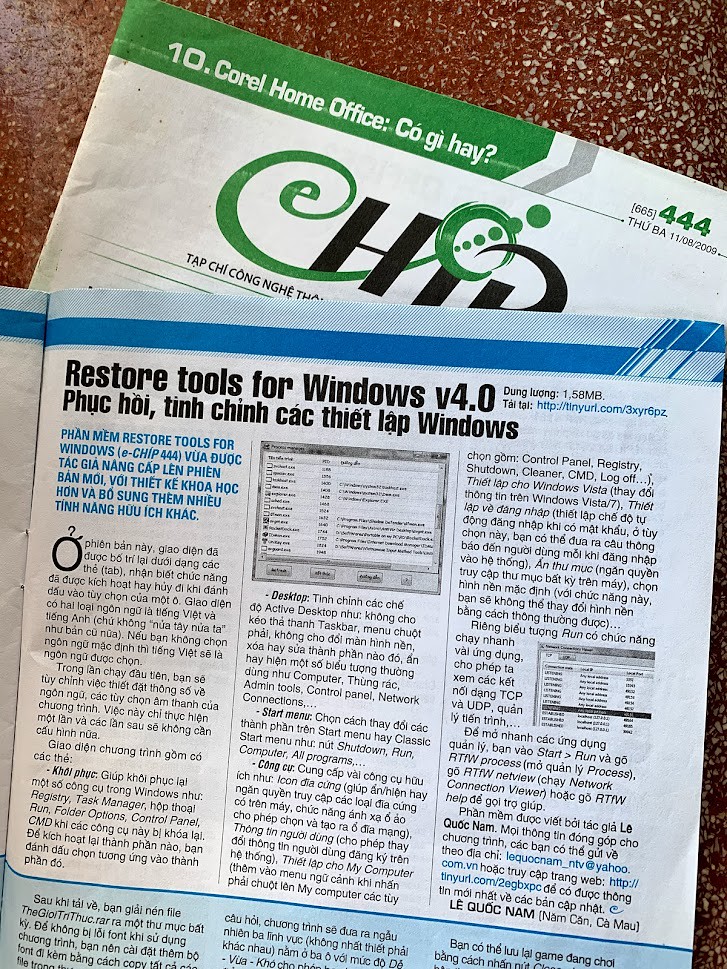 10. Corel Home Office: Có gì hay?
e-CHÍP
[665] 444
THỨ BA 11/08/2009
TẠP CHÍ CÔNG NGHỆ THÔ
Restore tools for Windows v4.0
Dung lượng: 1,58MB.
Tải tại: http://tinyurl.com/3xyr6pz.
Phục hồi, tinh chỉnh các thiết lập Windows
PHẦN MỀM RESTORE TOOLS FOR
WINDOWS (e-CHÍP 444) VỪA ĐƯỢC
TÁC GIẢ NÂNG CẤP LÊN PHIÊN
BẢN MỚI, VỚI THIẾT KẾ KHOA HỌC
HƠN VÀ BỔ SUNG THÊM NHIỀU
TÍNH NĂNG HỮU ÍCH KHÁC.
Ở phiên bản này, giao diện đã
được bố trí lại dưới dạng các
thẻ (tab), nhận biết chức năng
đã được kích hoạt hay hủy đi khi đánh
dấu vào tùy chọn của một ô. Giao diện
có hai loại ngôn ngữ là tiếng Việt và
tiếng Anh (chứ không "nửa tây nửa ta"
như bản cũ nữa). Nếu bạn không chọn
ngôn ngữ mặc định thì tiếng Việt sẽ là
ngôn ngữ được chọn.
Trong lần chạy đầu tiên, bạn sẽ
tùy chỉnh việc thiết đặt thông số về
ngôn ngữ, các tùy chọn âm thanh của
chương trình. Việc này chỉ thực hiện
một lần và các lần sau sẽ không cần
cấu hình nữa.
Giao diện chương trình gồm có
các thẻ:
- Khôi phục: Giúp khôi phục lại
một số công cụ trong Windows như:
Registry, Task Manager, hộp thoại
Run, Folder Options, Control Panel,
CMD khi các công cụ này bị khóa lại.
Để kích hoạt lại thành phần nào, bạn
đánh dấu chọn tương ứng vào thành
phần đó.
Process manager
- Desktop: Tinh chỉnh các chế
độ Active Desktop như: không cho
kéo thả thanh Taskbar, menu chuột
phải, không cho đổi màn hình nền,
xóa hay sửa thành phần nào đó, ẩn
hay hiện một số biểu tượng thường
dùng như Computer, Thùng rác,
Admin tools, Control panel, Network
Connections,...
- Start menu: Chọn cách thay đổi các
thành phần trên Start menu hay Classic
Start menu như: nút Shutdown, Run,
Computer, All programs,...
- Công cụ: Cung cấp vài công cụ hữu
ích như: Icon đĩa cứng (giúp ẩn/hiện hay
ngăn quyền truy cập các loại đĩa cứng
có trên máy, chức năng ánh xạ ổ ảo
cho phép chọn và tạo ra ổ đĩa mạng),
Thông tin người dùng (cho phép thay
đổi thông tin người dùng đăng ký trên
hệ thống), Thiết lập cho My Computer
(thêm vào menu ngữ cảnh khi nhấn
phải chuột lên My computer các tùy
chọn gồm: Control Panel, Registry,
Shutdown, Cleaner, CMD, Log off...),
Thiết lập cho Windows Vista (thay đổi
thông tin trên Windows Vista/7), Thiết
lập về đăng nhập (thiết lập chế độ tự
động đăng nhập khi có mật khẩu, ở tùy
chọn này, bạn có thể đưa ra câu thông
báo đến người dùng mỗi khi đăng nhập
vào hệ thống), Ẩn thư mục (ngăn quyền
truy cập thư mục bất kỳ trên máy), chọn
hình nền mặc định (với chức năng này,
bạn sẽ không thể thay đổi hình nền
bằng cách thông thường được)...
Riêng biểu tượng Run có chức năng
chạy nhanh
vài ứng dụng,
cho phép ta
xem các kết
nối dạng TCP
và UDP, quản
lý tiến trình,...
Network Connections Viewer
Để mở nhanh các ứng dụng
quản lý, bạn vào Start > Run và gõ
RTfW process (mở quản lý Process),
gõ RTfW netview (chạy Network
Connection Viewer) hoặc gõ RTfW
help để gọi trợ giúp.
Phần mềm được viết bởi tác giả Lê
Quốc Nam. Mọi thông tin đóng góp cho
chương trình, các bạn có thể gửi về
theo địa chỉ: lequocnam_ntv@yahoo.
com.vn hoặc truy cập trang web: http://
tinyurl.com/2egbxpc để có được thông
tin mới nhất về các bản cập nhật.
LÊ QUỐC NAM [Năm Căn, Cà Mau]
Sau khi tải về, bạn giải nén file
TheGioiTriThuc.rar ra một thư mục bất
kỳ. Để không bị lỗi font khi sử dụng
chương trình, bạn nên cài đặt thêm bộ
font đi kèm bằng cách copy tất cả các
câu hỏi, chương trình sẽ đưa ra ngẫu
nhiên ba lĩnh vực (không nhất thiết phải
khác nhau) nằm ở ba ô với mức độ Dễ
- Vừa - Khó cho phép
Bạn có thể lưu lại game đang chơi
bằng cách nhấn nút